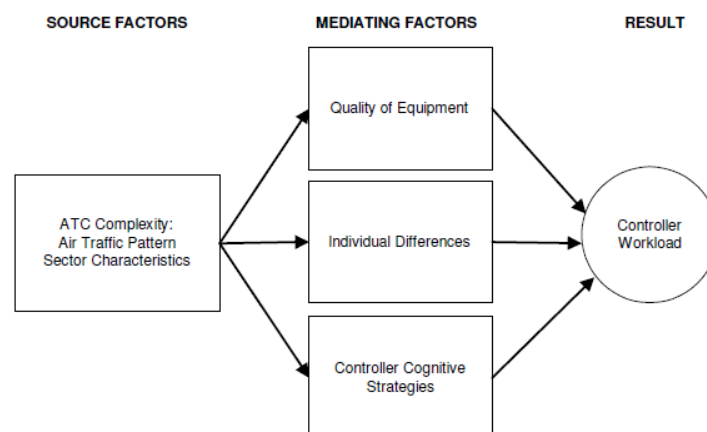 SOURCE FACTORS
MEDIATING FACTORS
RESULT
Quality of Equipment
ATC Complexity:
Air Traffic Pattern
Sector Characteristics
Individual Differences
Controller
Workload
Controller Cognitive
Strategies